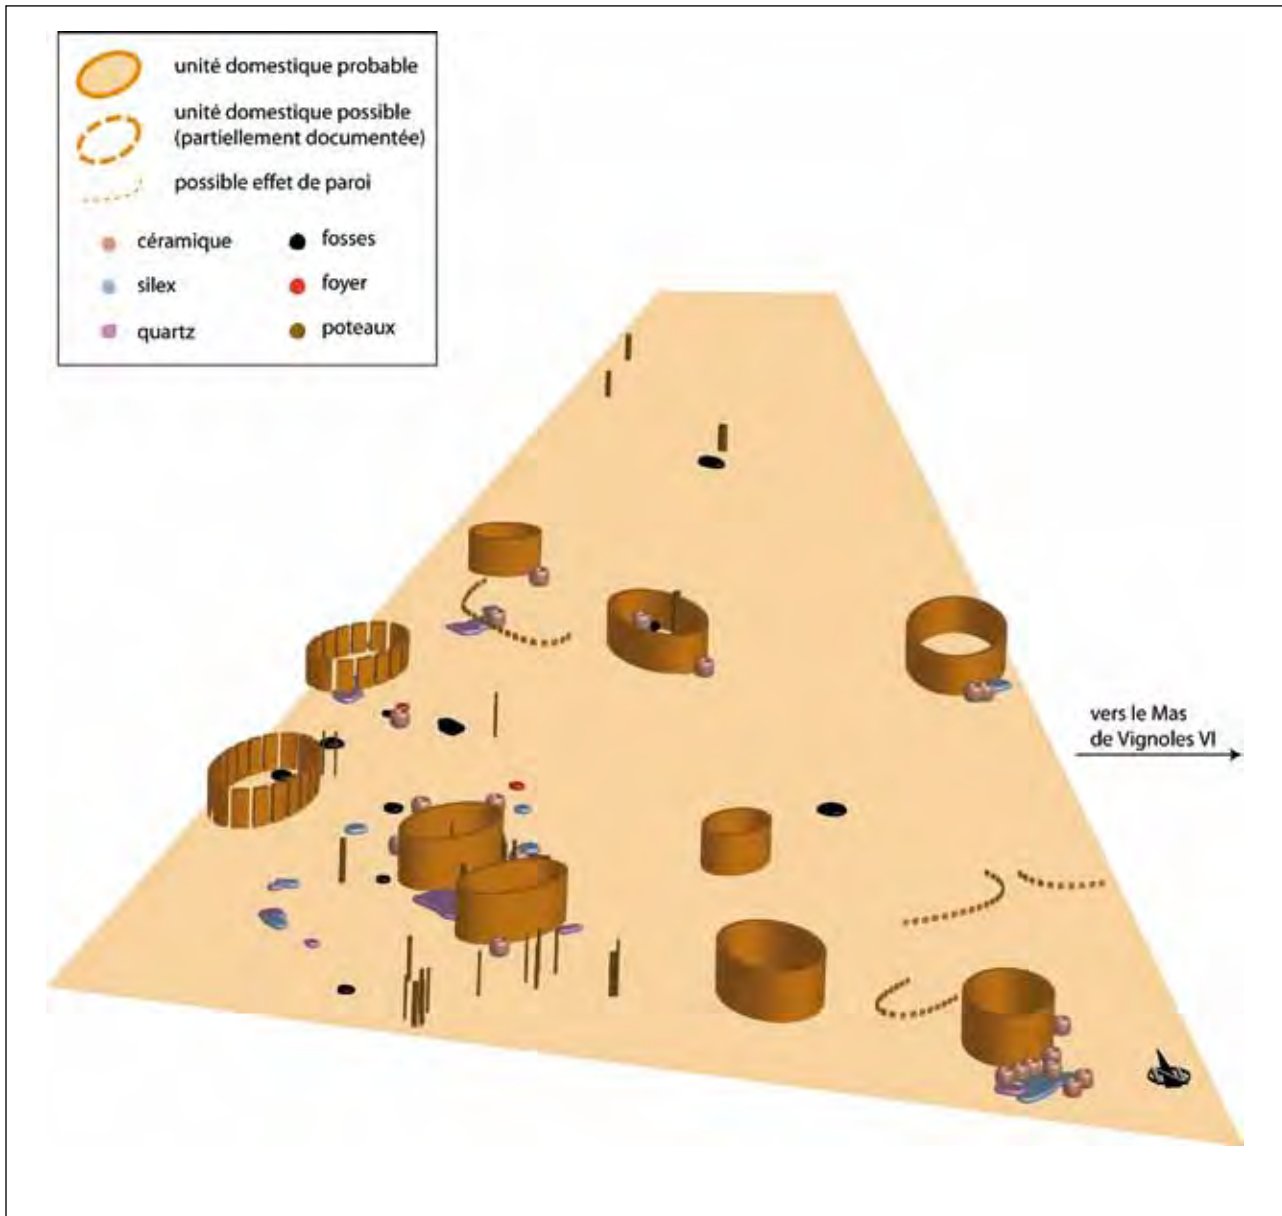 unité domestique probable
unité domestique possible
(partiellement documentée)
possible effet de paroi
céramique
fosses
silex
foyer
quartz
poteaux
vers le Mas
de Vignoles VI